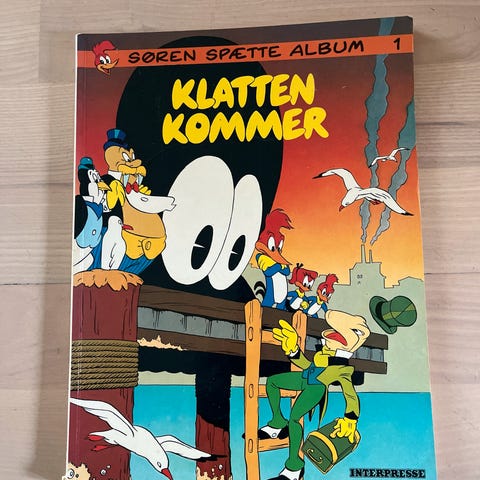 SØREN SPÆTTE ALBUM 1
KLATTEN
KOMMER
INTERPRESSE